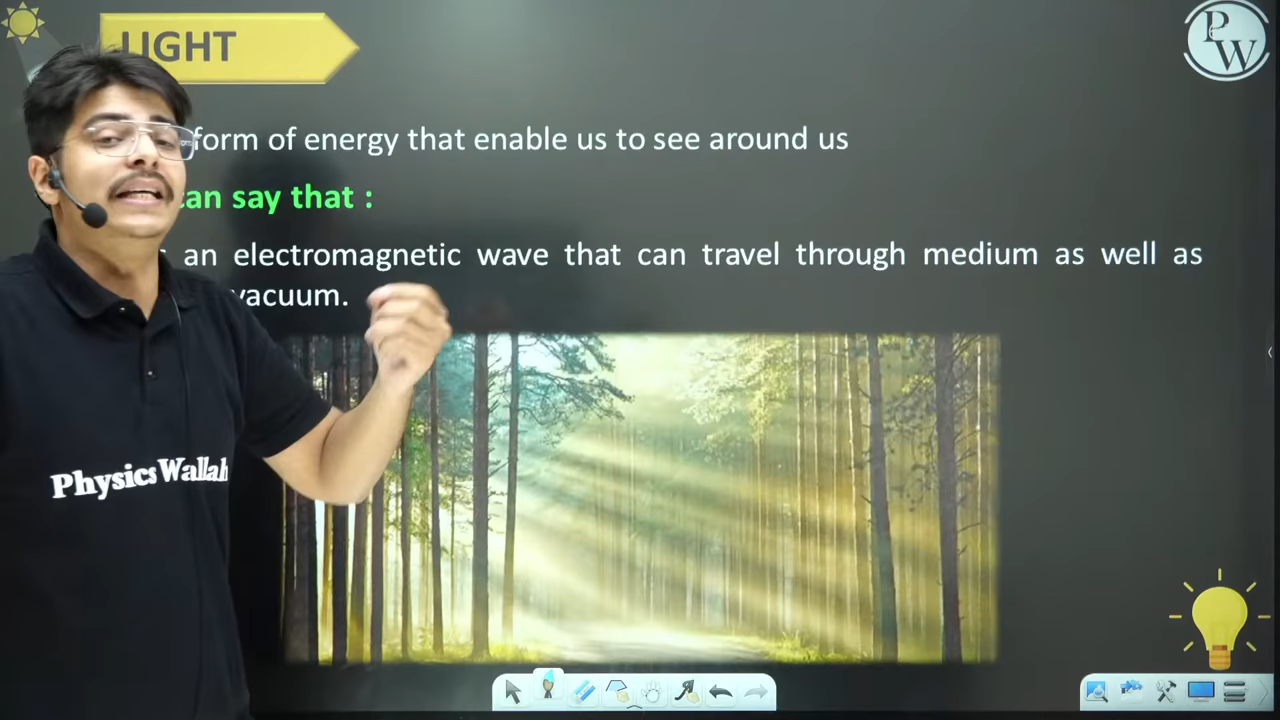 LIGHT
PW
form of energy that enable us to see around us
can say that :
an electromagnetic wave that can travel through medium as well as
vacuum.
Physics Wallah